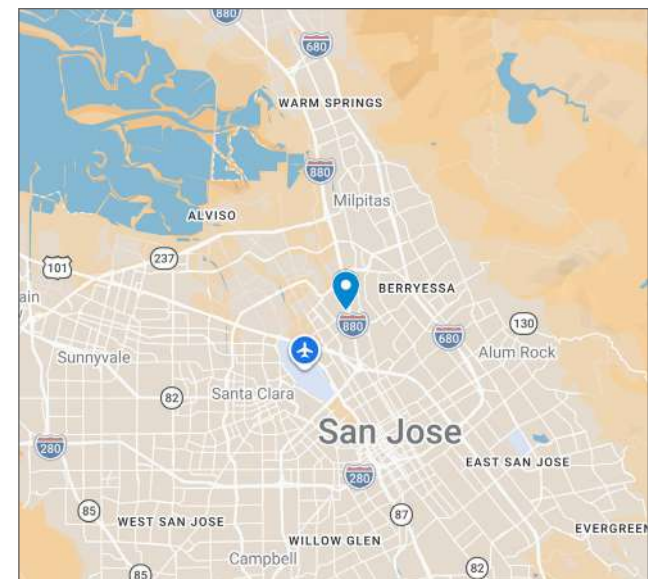 880
680
WARM SPRINGS
880
Milpitas
ALVISO
237
101
BERRYESSA
ain
880
130
680
Sunnyvale
Alum Rock
82
Santa Clara
San Jose
280
EAST SAN JOSE
280
85
87
WEST SAN JOSE
EVERGREEN
WILLOW GLEN
Campbell
82
85